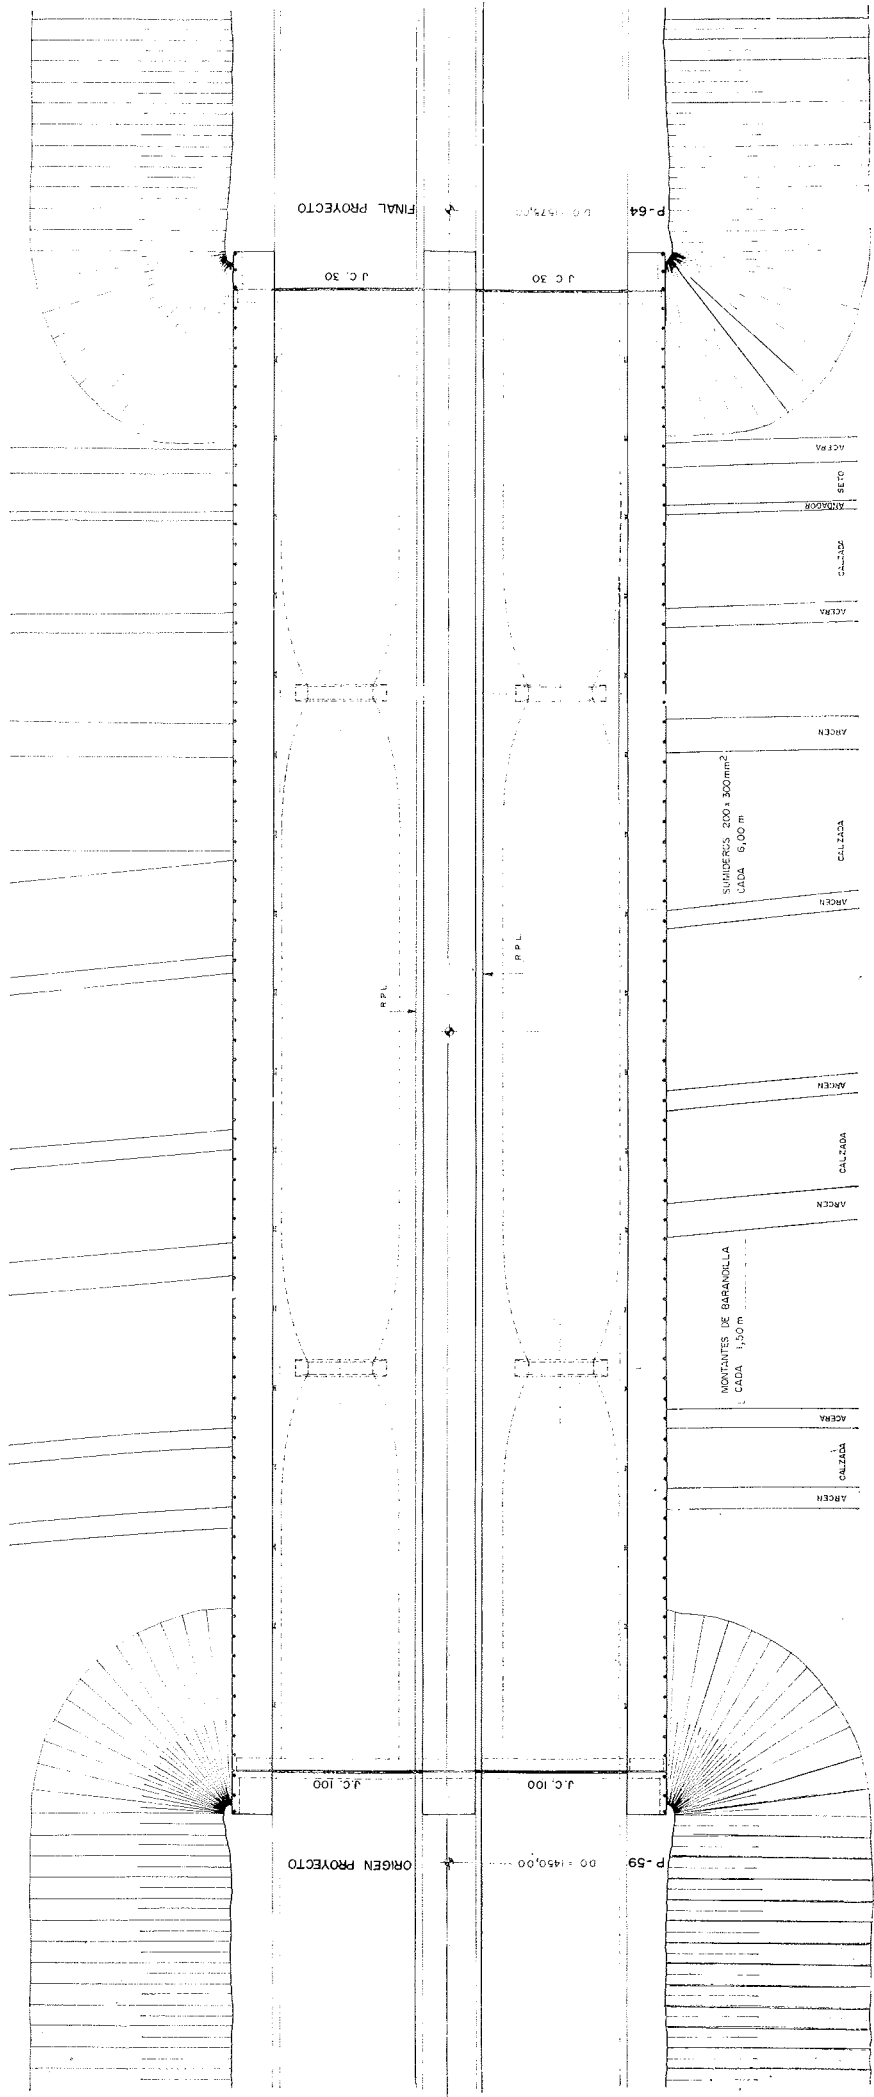 FINAL PROYECTO
D.O. = 1575,00
P-64
J.C. 30
J.C. 30
ACERA
SETO
ANDADOR
CALZADA
ACERA
ARCEN
SUMIDEROS 200 x 300 mm²
CADA 6,00 m
CALZADA
ARCEN
R.P.L.
R.P.L.
ARCEN
CALZADA
ARCEN
MONTANTES DE BARANDILLA
CADA 1,50 m
ACERA
CALZADA
ARCEN
J.C. 100
J.C. 100
ORIGEN PROYECTO
DO = 1450,00
P-59